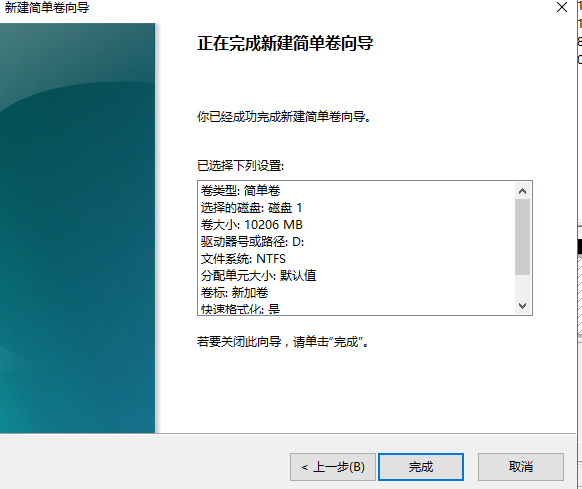 新建简单卷向导
正在完成新建简单卷向导
你已经成功完成新建简单卷向导。
已选择下列设置:
卷类型: 简单卷
选择的磁盘: 磁盘 1
卷大小: 10206 MB
驱动器号或路径: D:
文件系统: NTFS
分配单元大小: 默认值
卷标: 新加卷
快速格式化: 是
若要关闭此向导，请单击“完成”。
< 上一步(B)
完成
取消